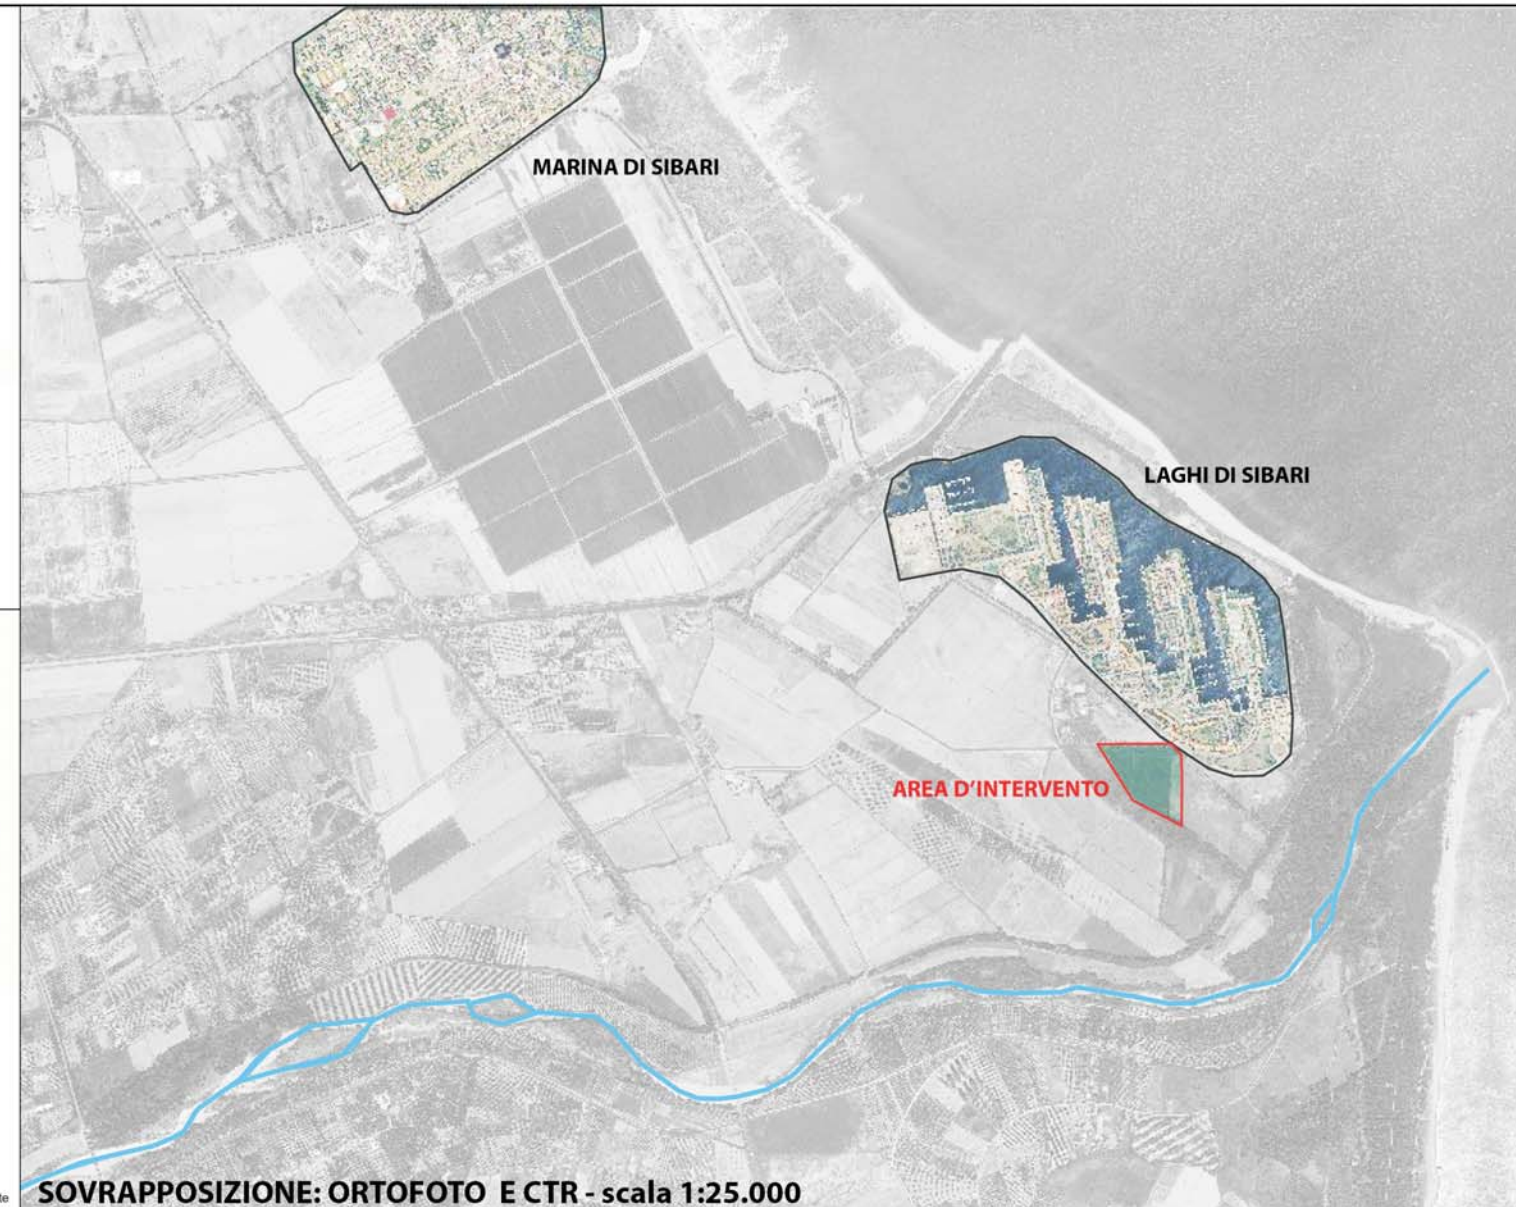 MARINA DI SIBARI
LAGHI DI SIBARI
AREA D'INTERVENTO
SOVRAPPOSIZIONE: ORTOFOTO E CTR - scala 1:25.000